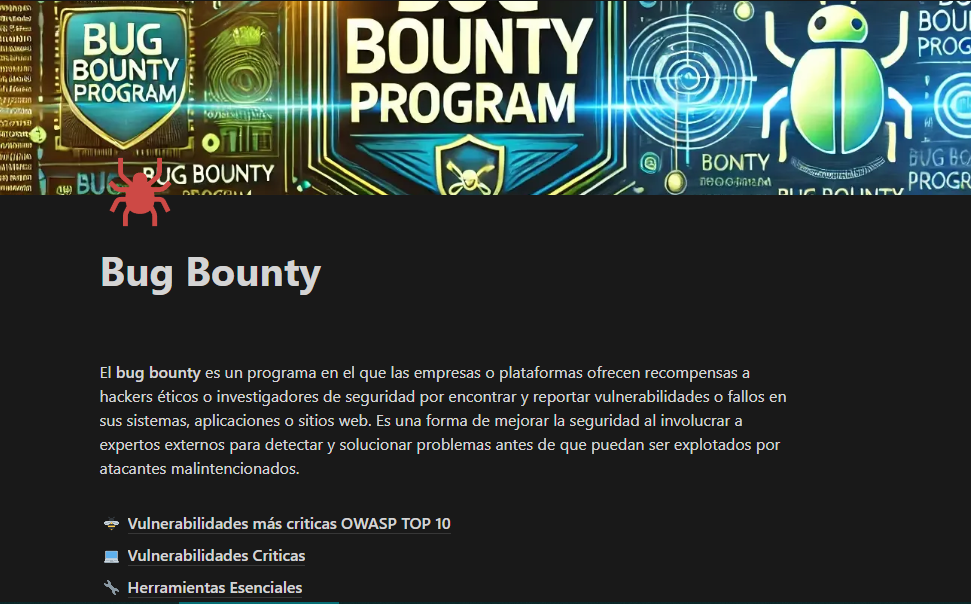 BUG
BOUNTY
PROGRAM
BUG
BOUNTY
PROGRAM
BOUNTY
BONTY
BUG BOUNTY
BUG BOUNTY
Bug Bounty
El bug bounty es un programa en el que las empresas o plataformas ofrecen recompensas a
hackers éticos o investigadores de seguridad por encontrar y reportar vulnerabilidades o fallos en
sus sistemas, aplicaciones o sitios web. Es una forma de mejorar la seguridad al involucrar a
expertos externos para detectar y solucionar problemas antes de que puedan ser explotados por
atacantes malintencionados.
Vulnerabilidades más criticas OWASP TOP 10
Vulnerabilidades Criticas
Herramientas Esenciales